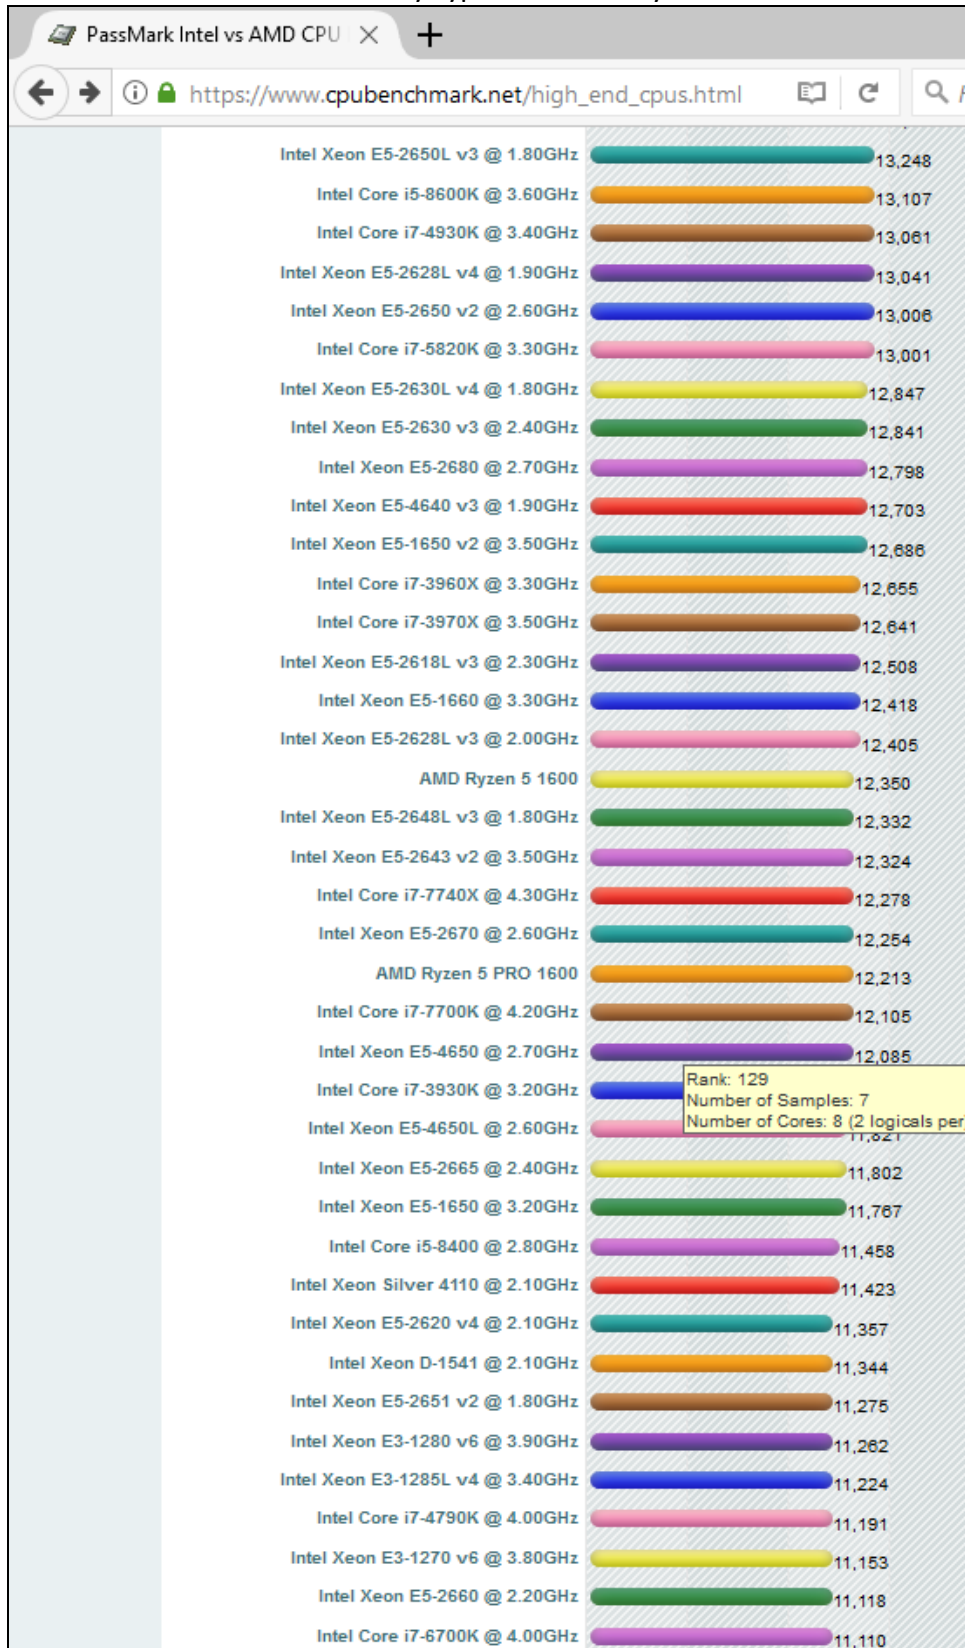 PassMark Intel vs AMD CPU
https://www.cpubenchmark.net/high_end_cpus.html
Intel Xeon E5-2650L v3 @ 1.80GHz 13,248
Intel Core i5-8600K @ 3.60GHz 13,107
Intel Core i7-4930K @ 3.40GHz 13,061
Intel Xeon E5-2628L v4 @ 1.90GHz 13,041
Intel Xeon E5-2650 v2 @ 2.60GHz 13,006
Intel Core i7-5820K @ 3.30GHz 13,001
Intel Xeon E5-2630L v4 @ 1.80GHz 12,847
Intel Xeon E5-2630 v3 @ 2.40GHz 12,841
Intel Xeon E5-2680 @ 2.70GHz 12,798
Intel Xeon E5-4640 v3 @ 1.90GHz 12,703
Intel Xeon E5-1650 v2 @ 3.50GHz 12,686
Intel Core i7-3960X @ 3.30GHz 12,655
Intel Core i7-3970X @ 3.50GHz 12,641
Intel Xeon E5-2618L v3 @ 2.30GHz 12,508
Intel Xeon E5-1660 @ 3.30GHz 12,418
Intel Xeon E5-2628L v3 @ 2.00GHz 12,405
AMD Ryzen 5 1600 12,350
Intel Xeon E5-2648L v3 @ 1.80GHz 12,332
Intel Xeon E5-2643 v2 @ 3.50GHz 12,324
Intel Core i7-7740X @ 4.30GHz 12,278
Intel Xeon E5-2670 @ 2.60GHz 12,254
AMD Ryzen 5 PRO 1600 12,213
Intel Core i7-7700K @ 4.20GHz 12,105
Intel Xeon E5-4650 @ 2.70GHz 12,085
Rank: 129
Intel Core i7-3930K @ 3.20GHz
Number of Samples: 7
Number of Cores: 8 (2 logicals per
Intel Xeon E5-4650L @ 2.60GHz 11,821
Intel Xeon E5-2665 @ 2.40GHz 11,802
Intel Xeon E5-1650 @ 3.20GHz 11,767
Intel Core i5-8400 @ 2.80GHz 11,458
Intel Xeon Silver 4110 @ 2.10GHz 11,423
Intel Xeon E5-2620 v4 @ 2.10GHz 11,357
Intel Xeon D-1541 @ 2.10GHz 11,344
Intel Xeon E5-2651 v2 @ 1.80GHz 11,275
Intel Xeon E3-1280 v6 @ 3.90GHz 11,262
Intel Xeon E3-1285L v4 @ 3.40GHz 11,224
Intel Core i7-4790K @ 4.00GHz 11,191
Intel Xeon E3-1270 v6 @ 3.80GHz 11,153
Intel Xeon E5-2660 @ 2.20GHz 11,118
Intel Core i7-6700K @ 4.00GHz 11,110